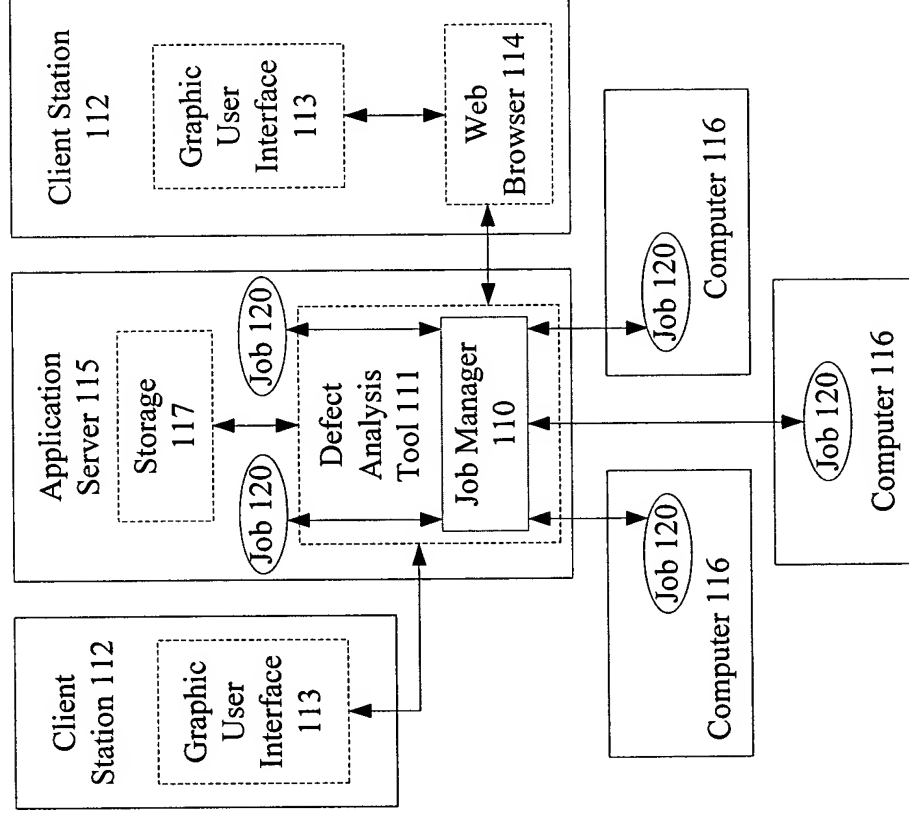 Client
Station 112
Graphic
User
Interface
113
Application
Server 115
Storage
117
Job 120
Job 120
Defect
Analysis
Tool 111
Job Manager
110
Client Station
112
Graphic
User
Interface
113
Web
Browser 114
Job 120
Computer 116
Job 120
Computer 116
Job 120
Computer 116